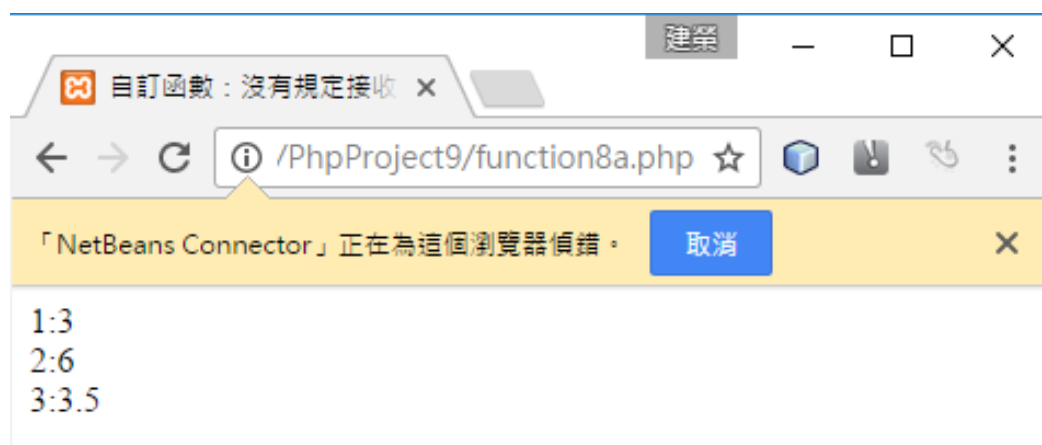 建榮
自訂函數：沒有規定接收
/PhpProject9/function8a.php
「NetBeans Connector」正在為這個瀏覽器偵錯。 取消
1:3
2:6
3:3.5